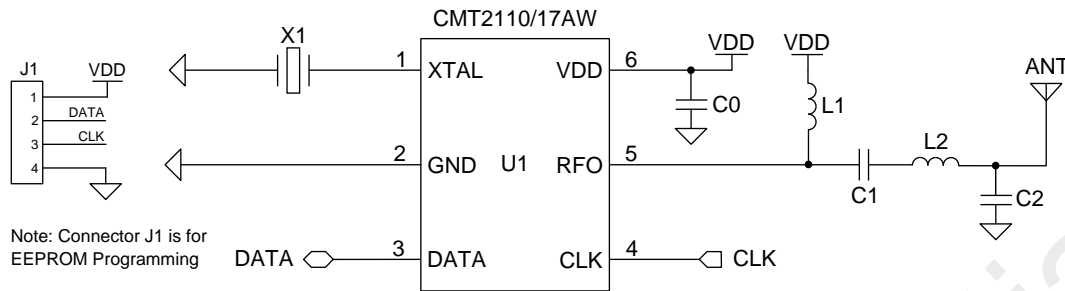 CMT2110/17AW
X1
VDD
VDD
J1
VDD
ANT
1
XTAL
VDD
6
1
2
DATA
3
CLK
4
C0
L1
2
GND
U1
RFO
5
L2
C1
C2
Note: Connector J1 is for
EEPROM Programming
DATA
3
DATA
CLK
4
CLK